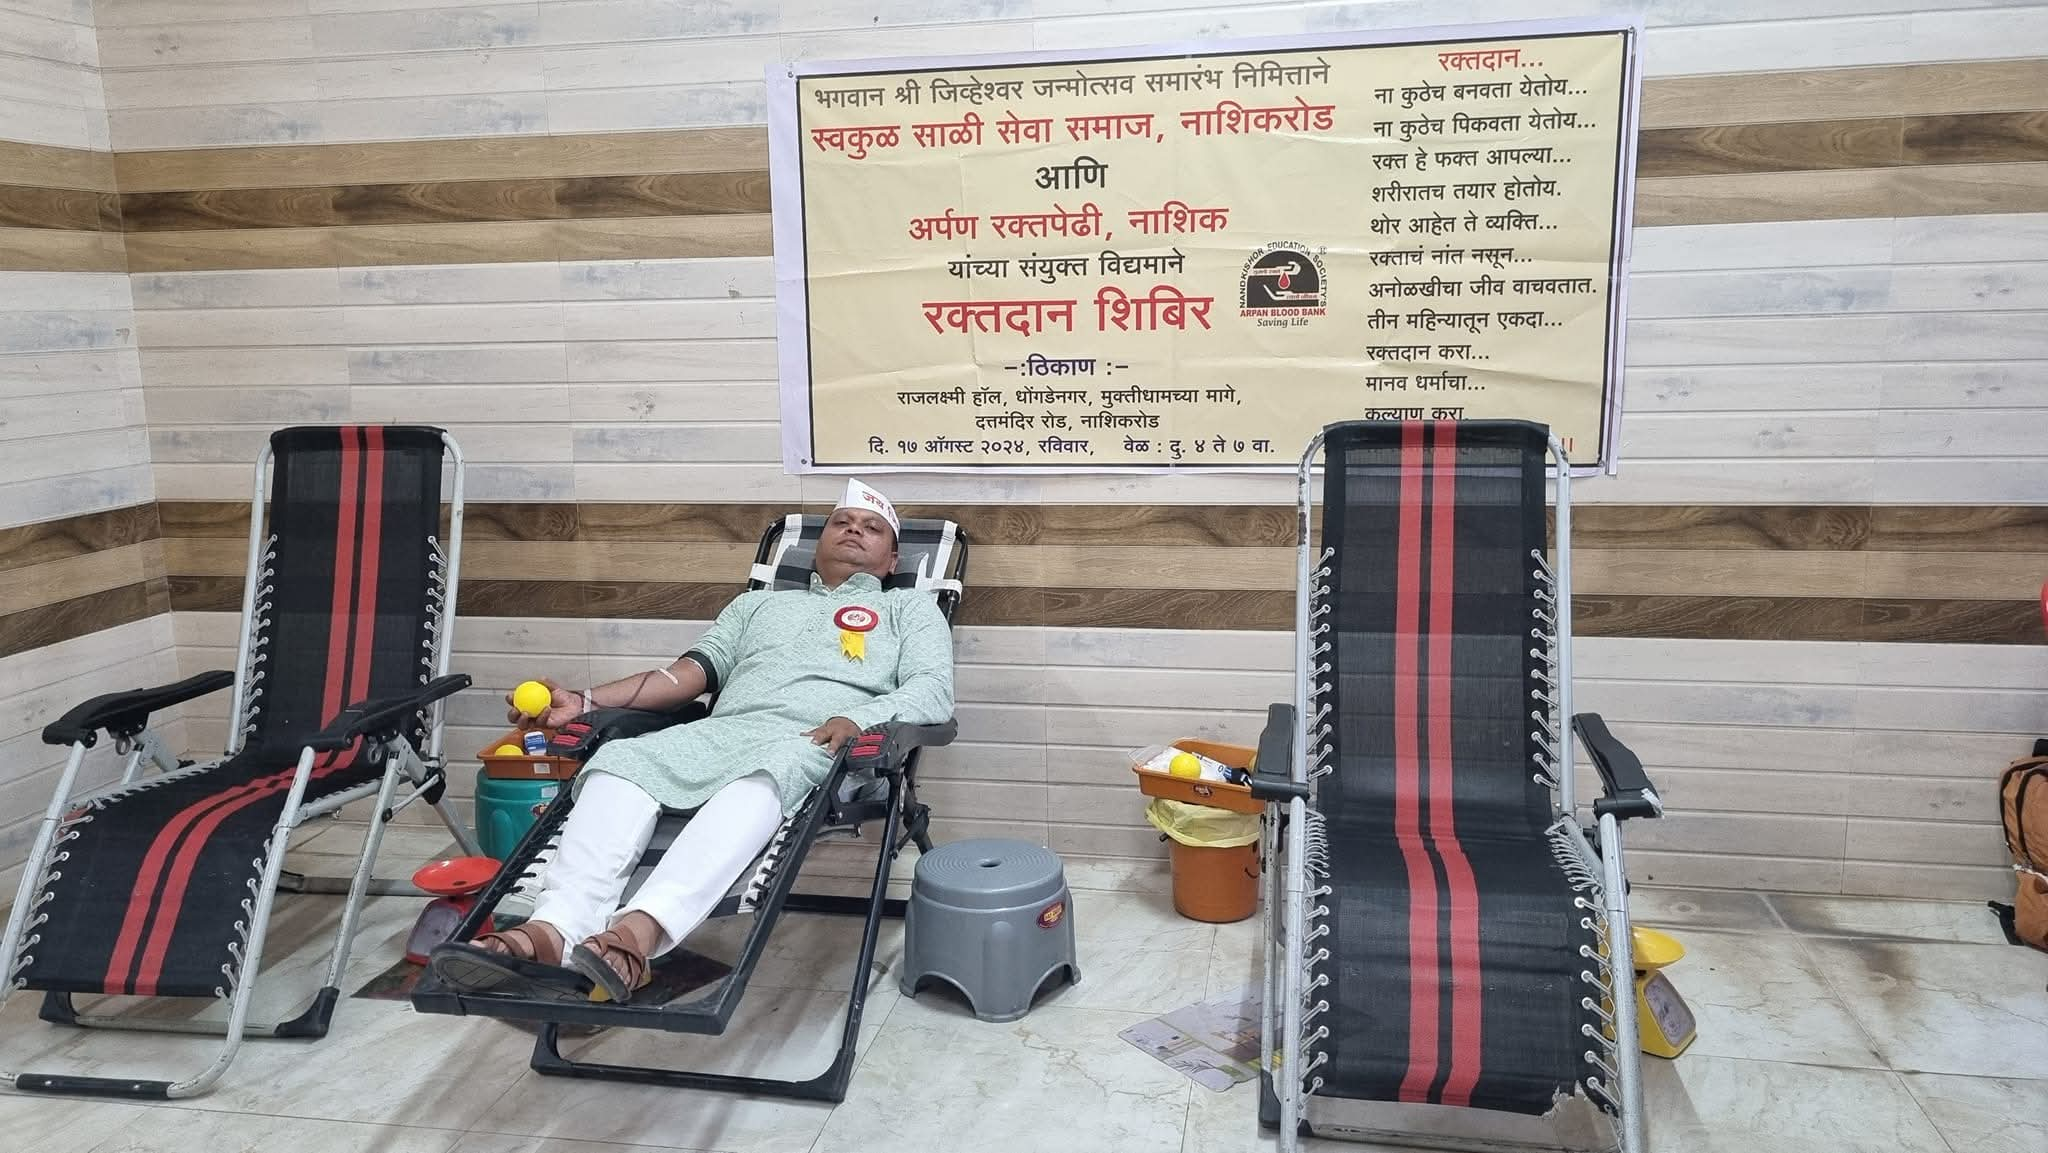 भगवान श्री जिव्हेश्वर जन्मोत्सव समारंभ निमित्ताने
स्वकुळ साळी सेवा समाज, नाशिकरोड
आणि
अर्पण रक्तपेढी, नाशिक
यांच्या संयुक्त विद्यमाने
रक्तदान शिबिर
-:ठिकाण :-
राजलक्ष्मी हॉल, धोंगडेनगर, मुक्तीधामच्या मागे,
दत्तमंदिर रोड, नाशिकरोड
दि. १७ ऑगस्ट २०२४, रविवार, वेळ : दु. ४ ते ७ वा.
NANDKISHOR EDUCATION SOCIETY'S
ARPAN BLOOD BANK
Saving Life
रक्तदान...
ना कुठेच बनवता येतोय...
ना कुठेच पिकवता येतोय...
रक्त हे फक्त आपल्या...
शरीरातच तयार होतोय.
थोर आहेत ते व्यक्ति...
रक्ताचं नांत नसून...
अनोळखीचा जीव वाचवतात.
तीन महिन्यातून एकदा...
रक्तदान करा...
मानव धर्माचा...
कल्याण करा.
!!
जय